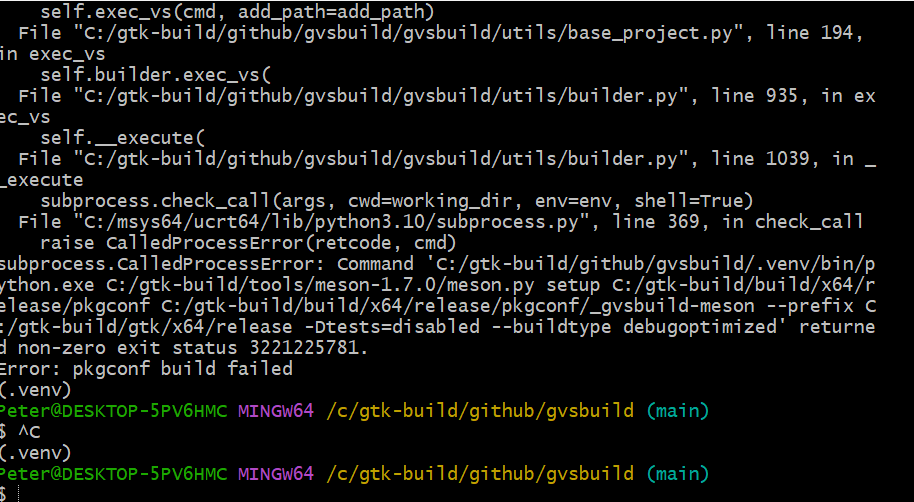 self.exec_vs(cmd, add_path=add_path)
File "C:/gtk-build/github/gvsbuild/gvsbuild/utils/base_project.py", line 194,
in exec_vs
self.builder.exec_vs(
File "C:/gtk-build/github/gvsbuild/gvsbuild/utils/builder.py", line 935, in ex
ec_vs
self.__execute(
File "C:/gtk-build/github/gvsbuild/gvsbuild/utils/builder.py", line 1039, in _
_execute
subprocess.check_call(args, cwd=working_dir, env=env, shell=True)
File "C:/msys64/ucrt64/lib/python3.10/subprocess.py", line 369, in check_call
raise CalledProcessError(retcode, cmd)
subprocess.CalledProcessError: Command 'C:/gtk-build/github/gvsbuild/.venv/bin/p
ython.exe C:/gtk-build/tools/meson-1.7.0/meson.py setup C:/gtk-build/build/x64/r
elease/pkgconf C:/gtk-build/build/x64/release/pkgconf/_gvsbuild-meson --prefix C
:/gtk-build/gtk/x64/release -Dtests=disabled --buildtype debugoptimized' returne
d non-zero exit status 3221225781.
Error: pkgconf build failed
(.venv)
Peter@DESKTOP-5PV6HMC MINGW64 /c/gtk-build/github/gvsbuild (main)
$ ^C
(.venv)
Peter@DESKTOP-5PV6HMC MINGW64 /c/gtk-build/github/gvsbuild (main)
$